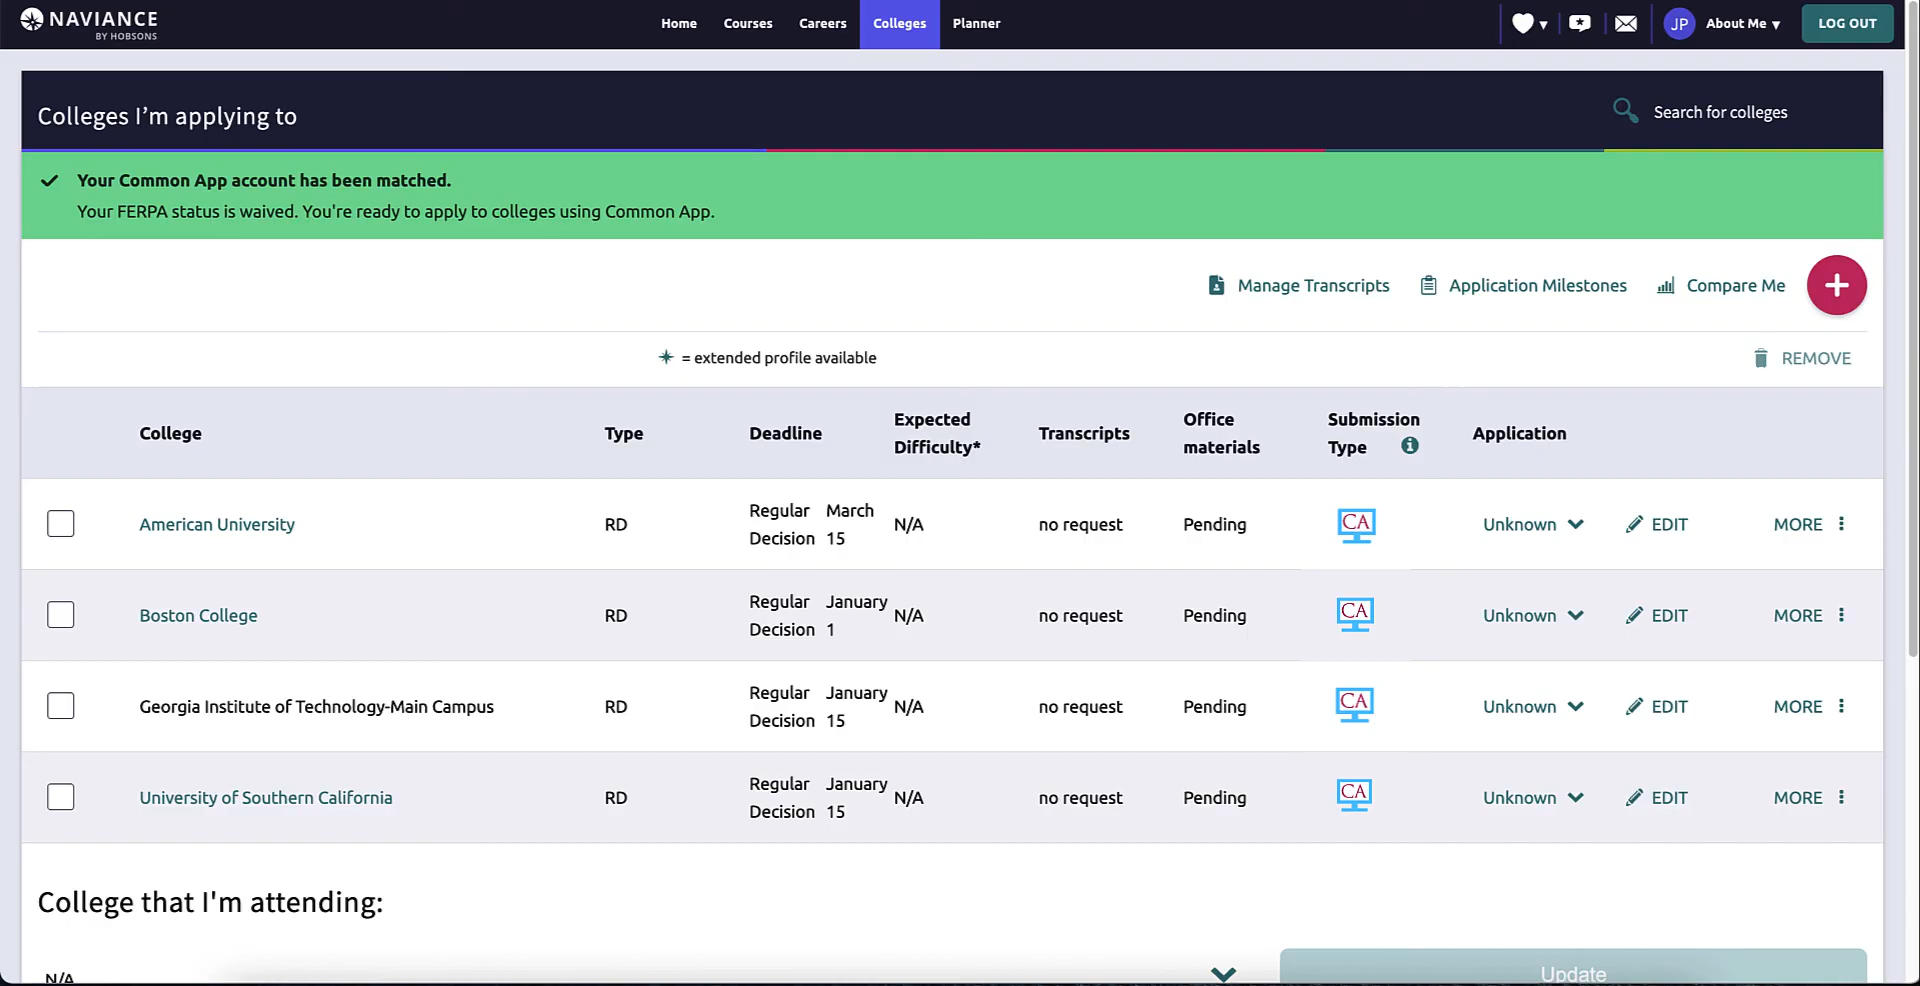 NAVIANCE
BY HOBSONS
Home Courses Careers Colleges Planner
JP About Me LOG OUT
Colleges I’m applying to
Search for colleges
Your Common App account has been matched.
Your FERPA status is waived. You're ready to apply to colleges using Common App.
Manage Transcripts Application Milestones Compare Me
= extended profile available
REMOVE
College Type Deadline Expected Difficulty* Transcripts Office materials Submission Type Application
American University RD Regular Decision March 15 N/A no request Pending CA Unknown EDIT MORE
Boston College RD Regular Decision January 1 N/A no request Pending CA Unknown EDIT MORE
Georgia Institute of Technology-Main Campus RD Regular Decision January 15 N/A no request Pending CA Unknown EDIT MORE
University of Southern California RD Regular Decision January 15 N/A no request Pending CA Unknown EDIT MORE
College that I'm attending:
N/A
Update